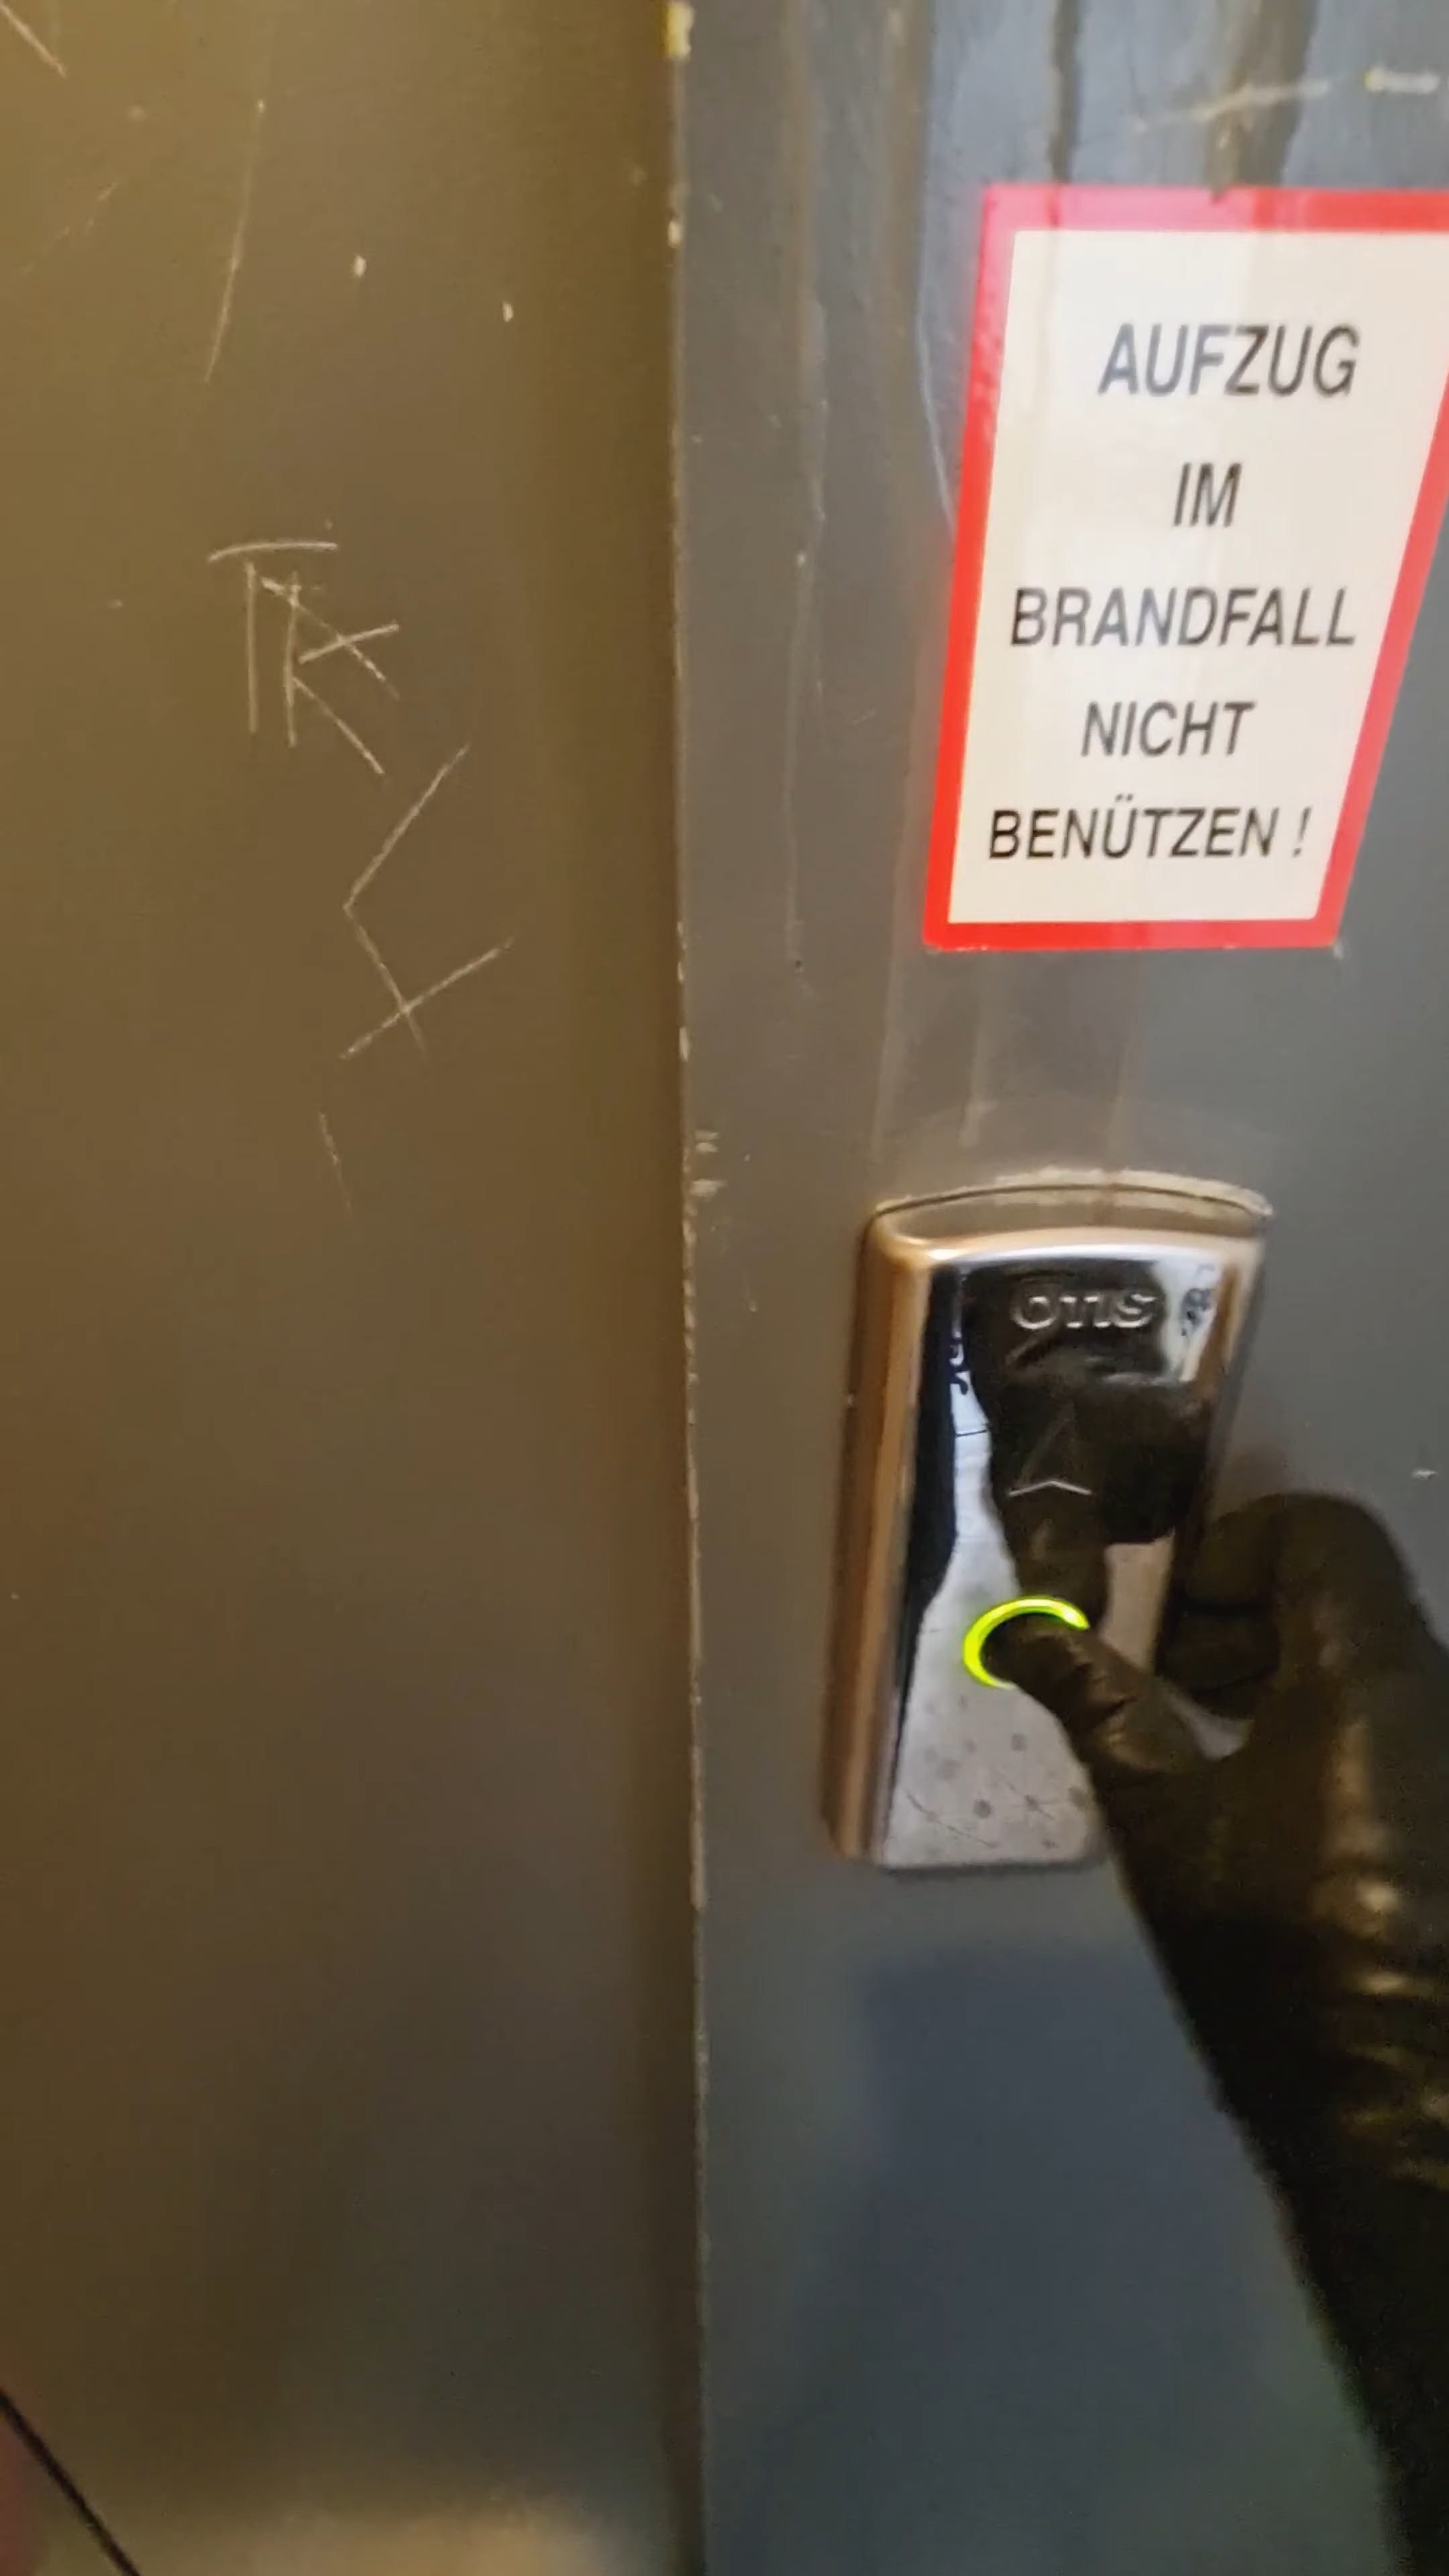 AUFZUG
IM
BRANDFALL
NICHT
BENÜTZEN !
OTIS